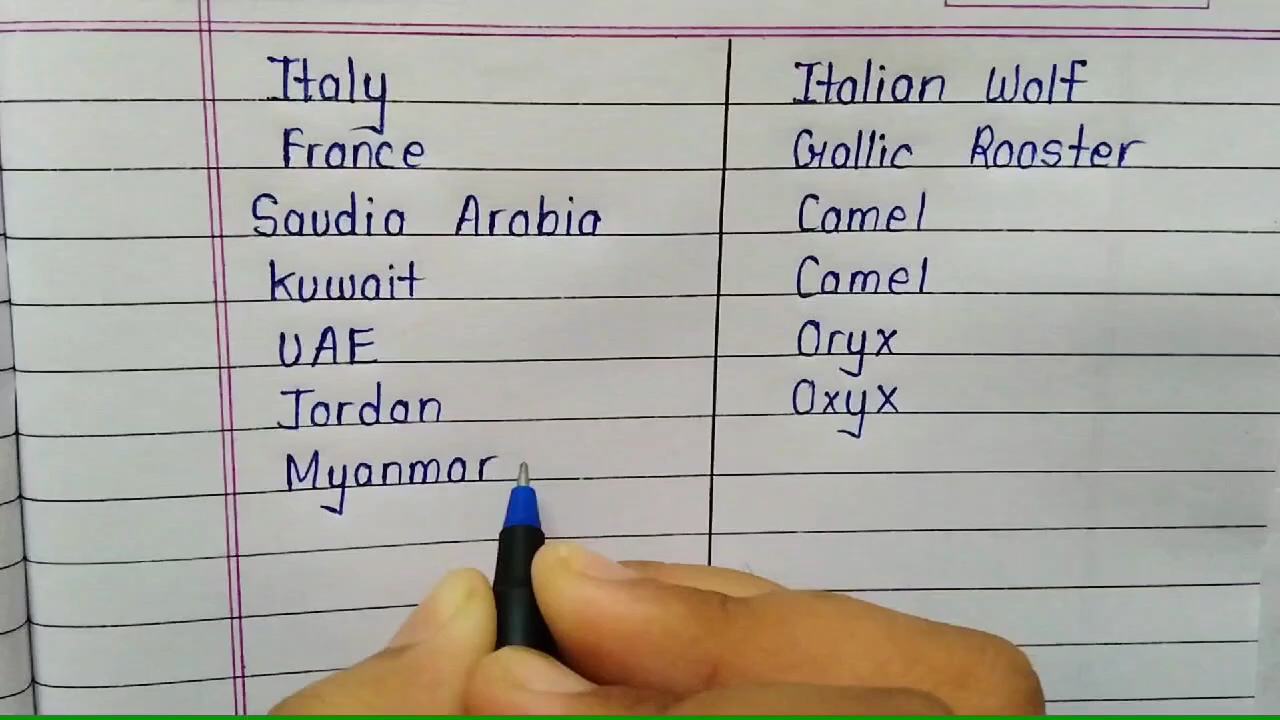 Italy Italian Wolf
France Gallic Rooster
Saudia Arabia Camel
Kuwait Camel
UAE Oryx
Jordan Oxyx
Myanmar